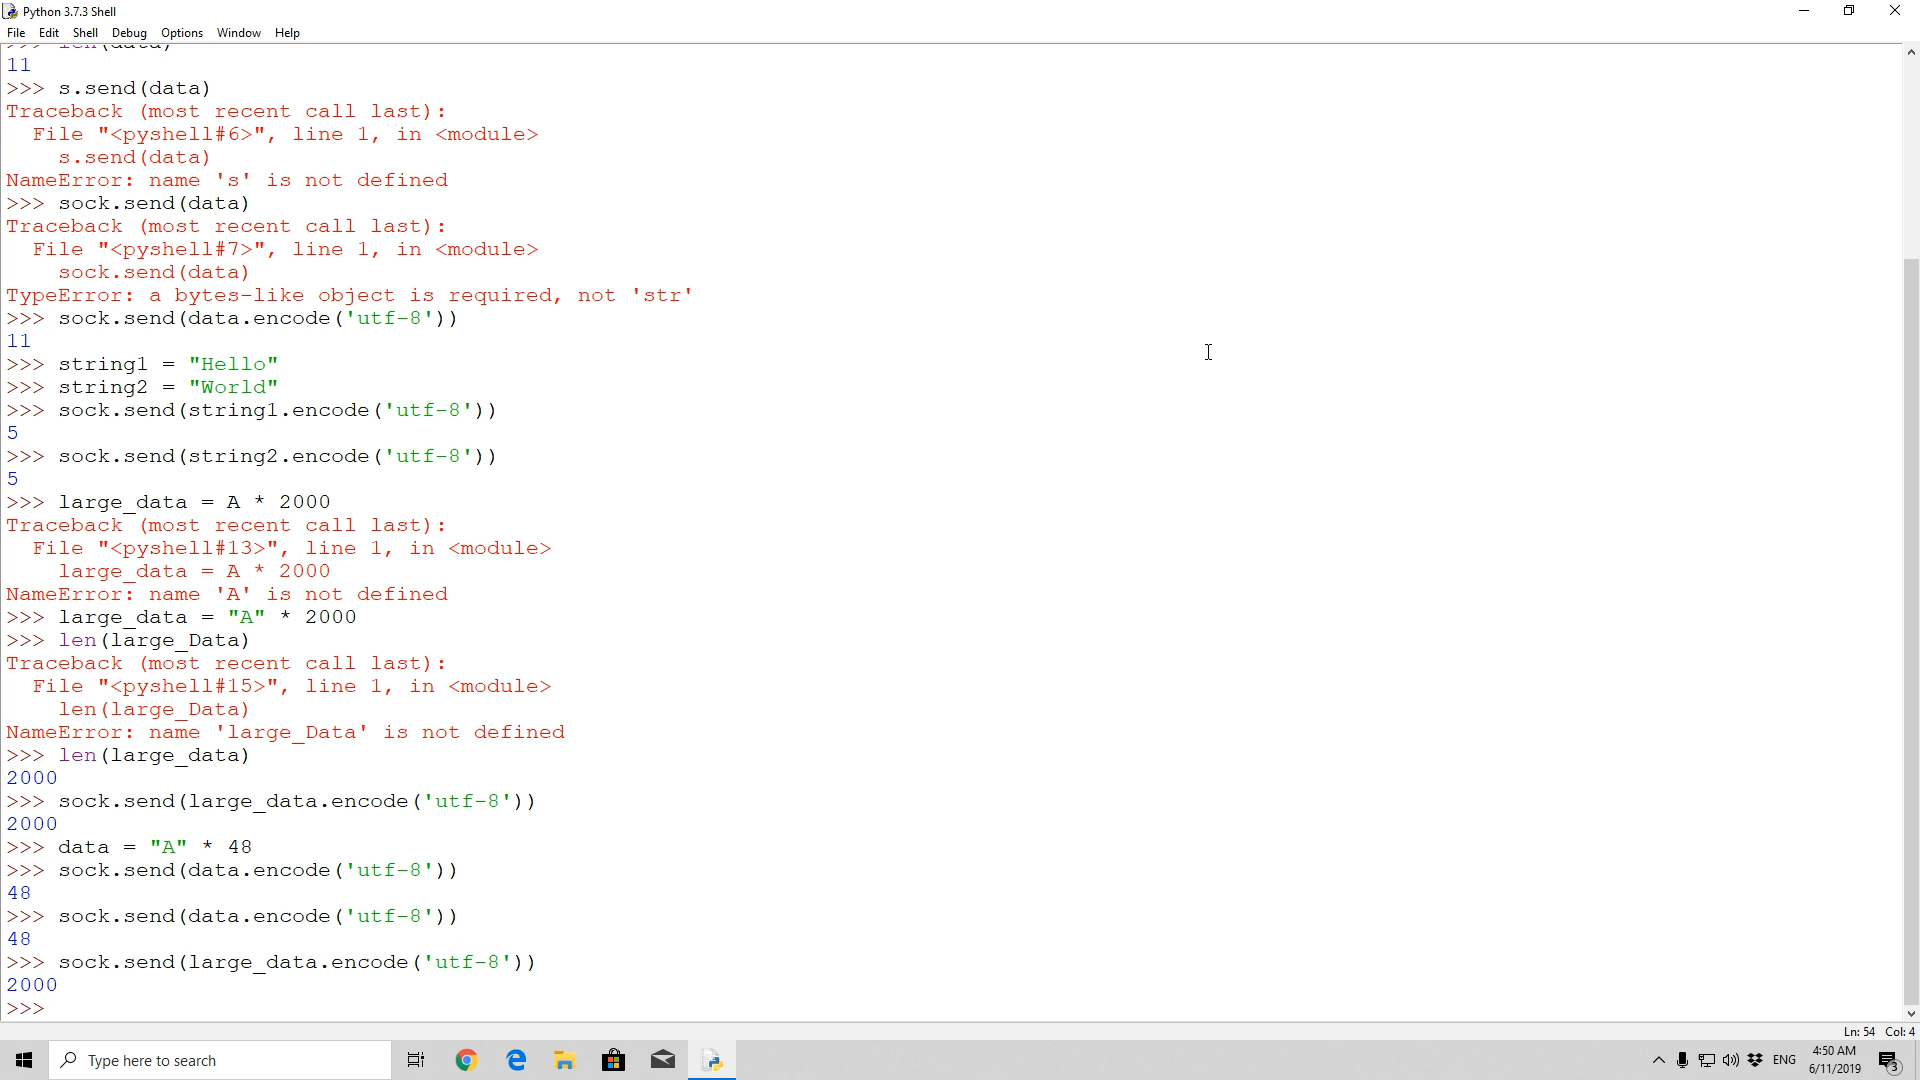 Python 3.7.3 Shell
File Edit Shell Debug Options Window Help
>>> len(data)
11
>>> s.send(data)
Traceback (most recent call last):
  File "<pyshell#6>", line 1, in <module>
    s.send(data)
NameError: name 's' is not defined
>>> sock.send(data)
Traceback (most recent call last):
  File "<pyshell#7>", line 1, in <module>
    sock.send(data)
TypeError: a bytes-like object is required, not 'str'
>>> sock.send(data.encode('utf-8'))
11
>>> string1 = "Hello"
>>> string2 = "World"
>>> sock.send(string1.encode('utf-8'))
5
>>> sock.send(string2.encode('utf-8'))
5
>>> large_data = A * 2000
Traceback (most recent call last):
  File "<pyshell#13>", line 1, in <module>
    large_data = A * 2000
NameError: name 'A' is not defined
>>> large_data = "A" * 2000
>>> len(large_Data)
Traceback (most recent call last):
  File "<pyshell#15>", line 1, in <module>
    len(large_Data)
NameError: name 'large_Data' is not defined
>>> len(large_data)
2000
>>> sock.send(large_data.encode('utf-8'))
2000
>>> data = "A" * 48
>>> sock.send(data.encode('utf-8'))
48
>>> sock.send(data.encode('utf-8'))
48
>>> sock.send(large_data.encode('utf-8'))
2000
>>>
Ln: 54 Col: 4
Type here to search
ENG
4:50 AM
6/11/2019
3